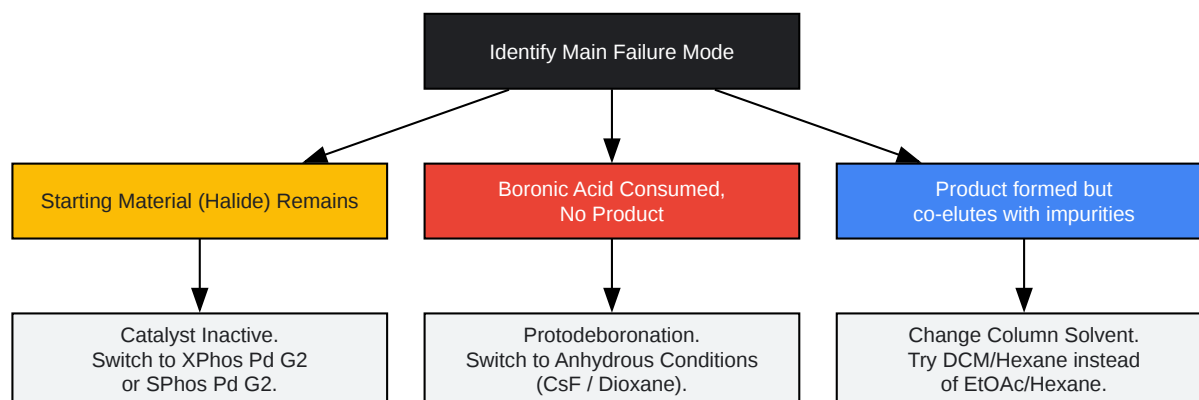 Identify Main Failure Mode
Starting Material (Halide) Remains
Boronic Acid Consumed,
No Product
Product formed but
co-elutes with impurities
Catalyst Inactive.
Switch to XPhos Pd G2
or SPhos Pd G2.
Protodeboronation.
Switch to Anhydrous Conditions
(CsF / Dioxane).
Change Column Solvent.
Try DCM/Hexane instead
of EtOAc/Hexane.